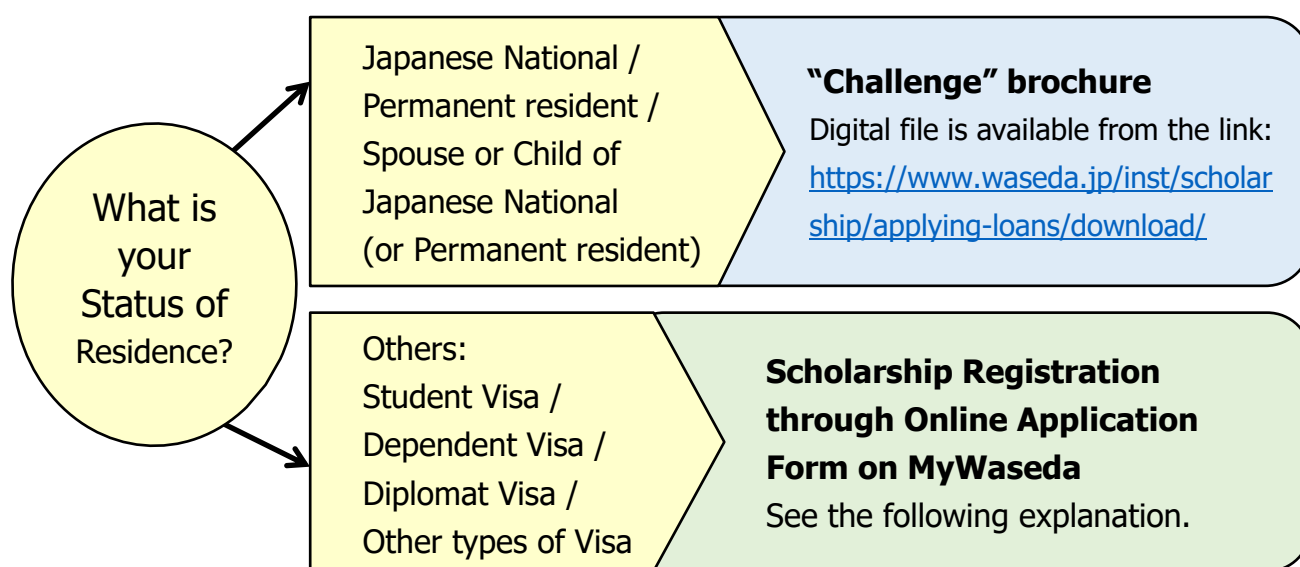 What is
your
Status of
Residence?
Japanese National /
Permanent resident /
Spouse or Child of
Japanese National
(or Permanent resident)
“Challenge” brochure
Digital file is available from the link:
https://www.waseda.jp/inst/scholar
ship/applying-loans/download/
Others:
Student Visa /
Dependent Visa /
Diplomat Visa /
Other types of Visa
Scholarship Registration
through Online Application
Form on MyWaseda
See the following explanation.